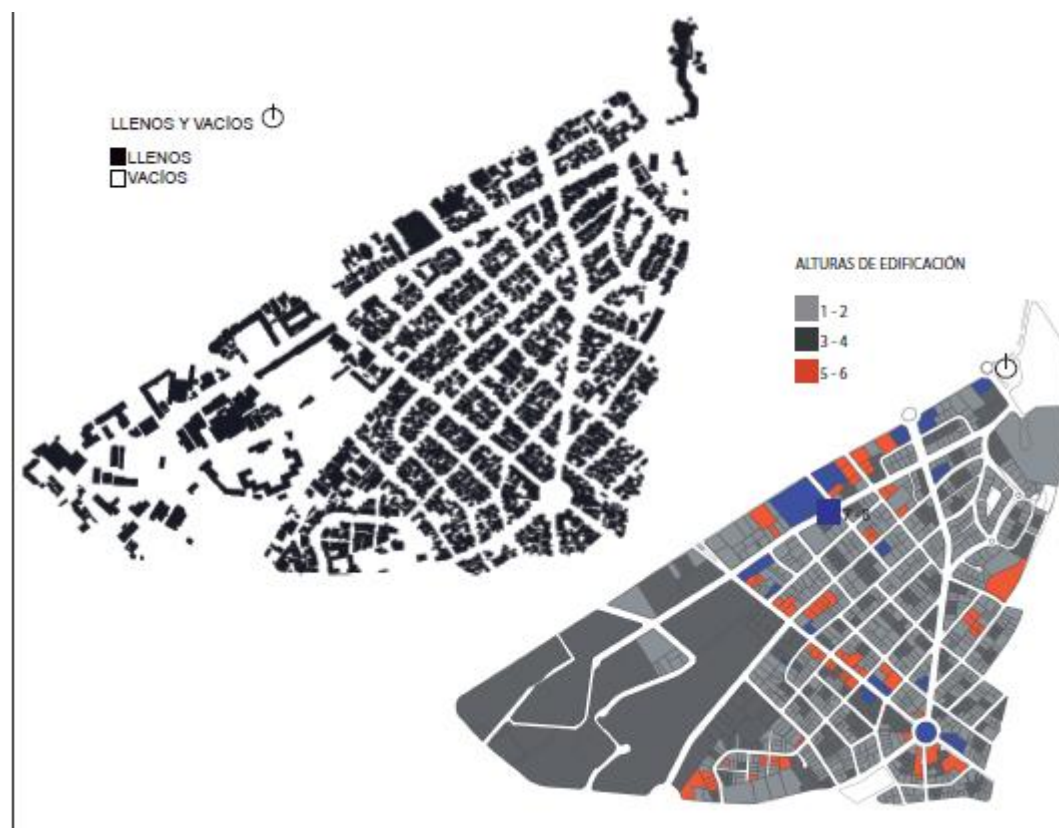 LLENOS Y VACÍOS
LLENOS
VACÍOS
ALTURAS DE EDIFICACIÓN
1 - 2
3 - 4
5 - 6